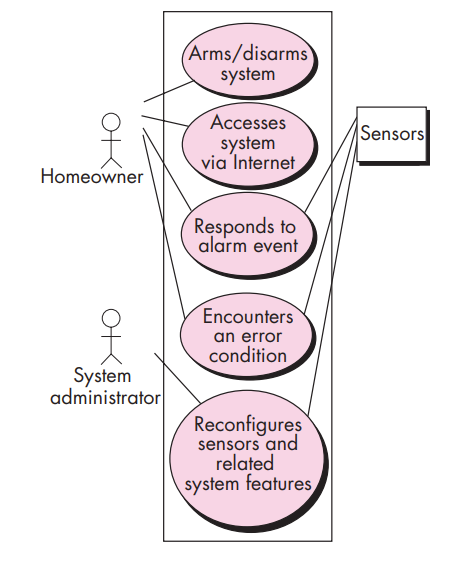 Arms/disarms
system
Accesses
system
via Internet
Sensors
Homeowner
Responds to
alarm event
Encounters
an error
condition
System
administrator
Reconfigures
sensors and
related
system features